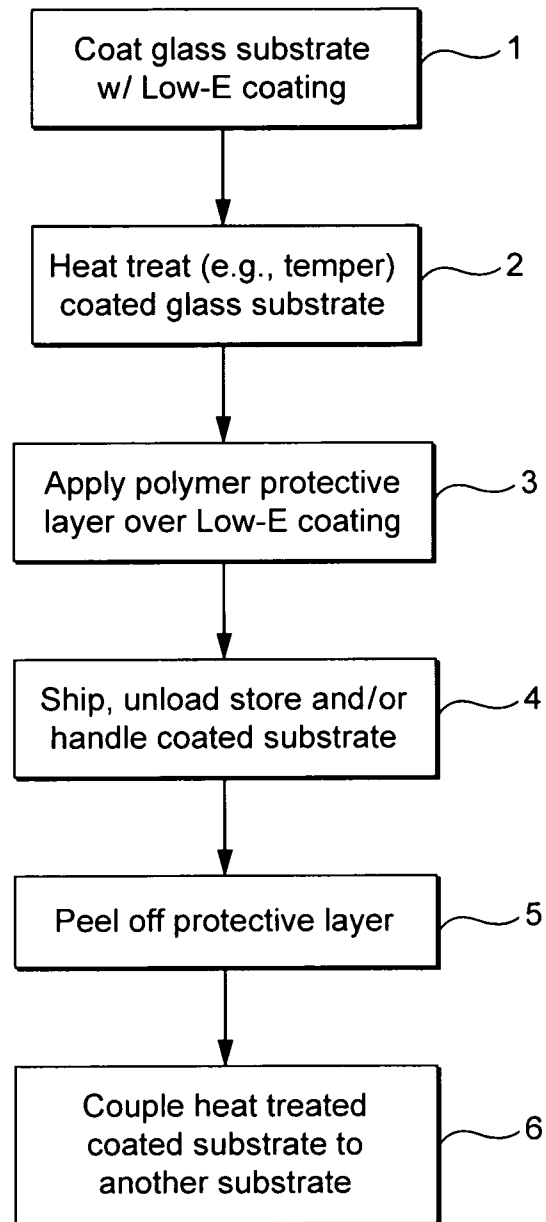 Coat glass substrate
w/ Low-E coating
1
Heat treat (e.g., temper)
coated glass substrate
2
Apply polymer protective
layer over Low-E coating
3
Ship, unload store and/or
handle coated substrate
4
Peel off protective layer
5
Couple heat treated
coated substrate to
another substrate
6